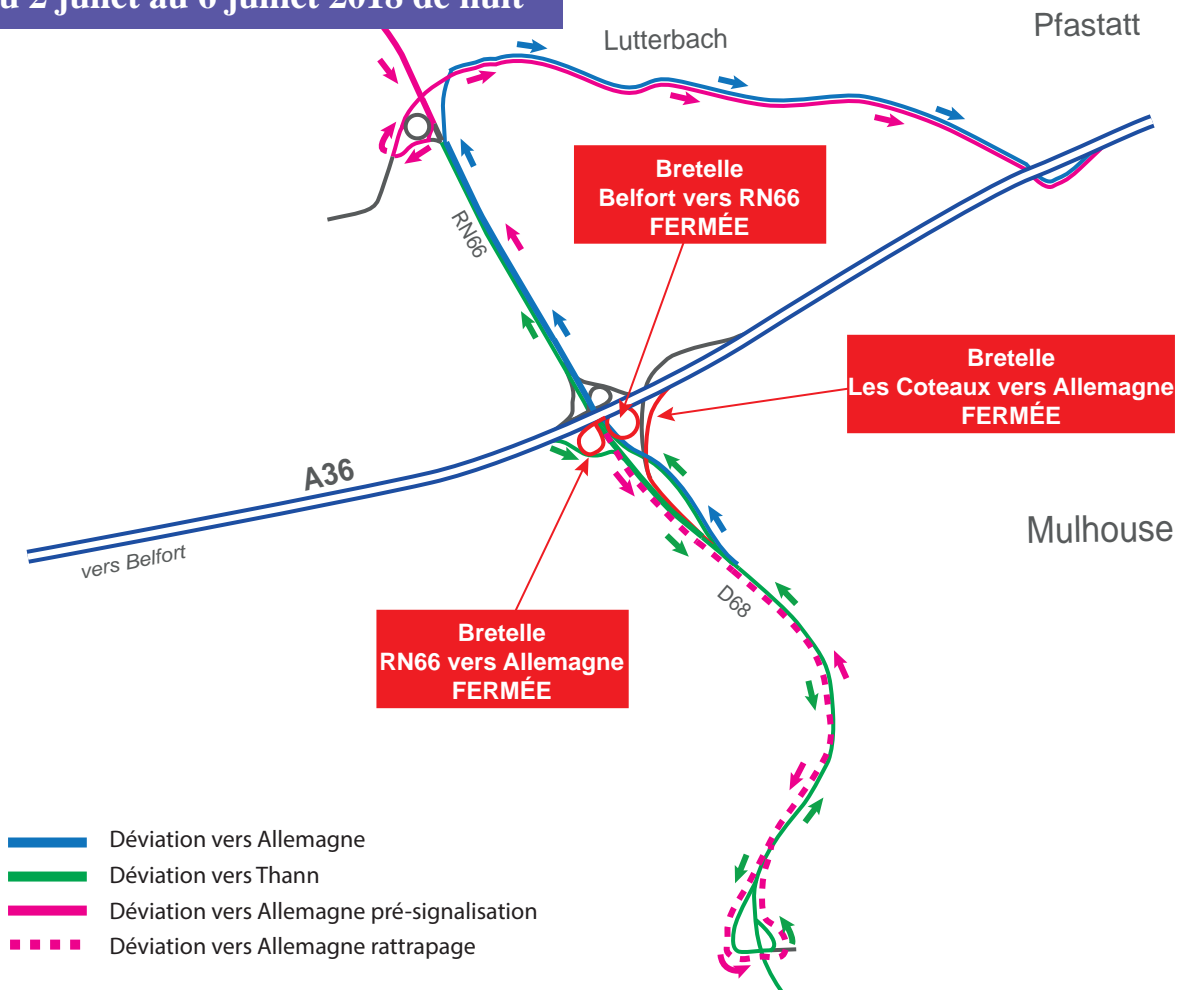 u 2 juillet au 6 juillet 2018 de nuit
Lutterbach
Pfastatt
Bretelle
Belfort vers RN66
FERMÉE
RN66
Bretelle
Les Coteaux vers Allemagne
FERMÉE
A36
vers Belfort
Mulhouse
D68
Bretelle
RN66 vers Allemagne
FERMÉE
Déviation vers Allemagne
Déviation vers Thann
Déviation vers Allemagne pré-signalisation
Déviation vers Allemagne rattrapage